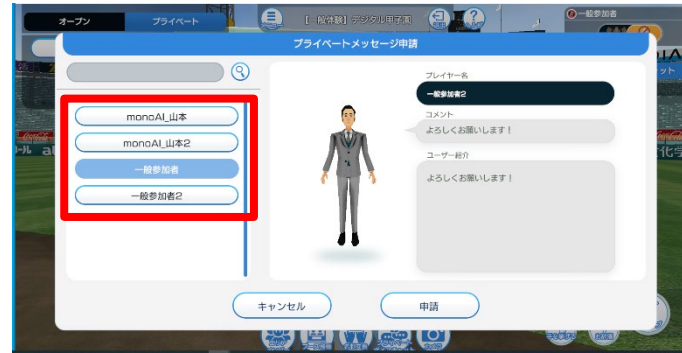 オープン
プライベート
【一般体験】デジタル甲子園
一般参加者
プライベートメッセージ申請
monoAI_山本
monoAI_山本2
一般参加者
一般参加者2
プレイヤー名
一般参加者2
コメント
よろしくお願いします!
ユーザー紹介
よろしくお願いします!
キャンセル
申請